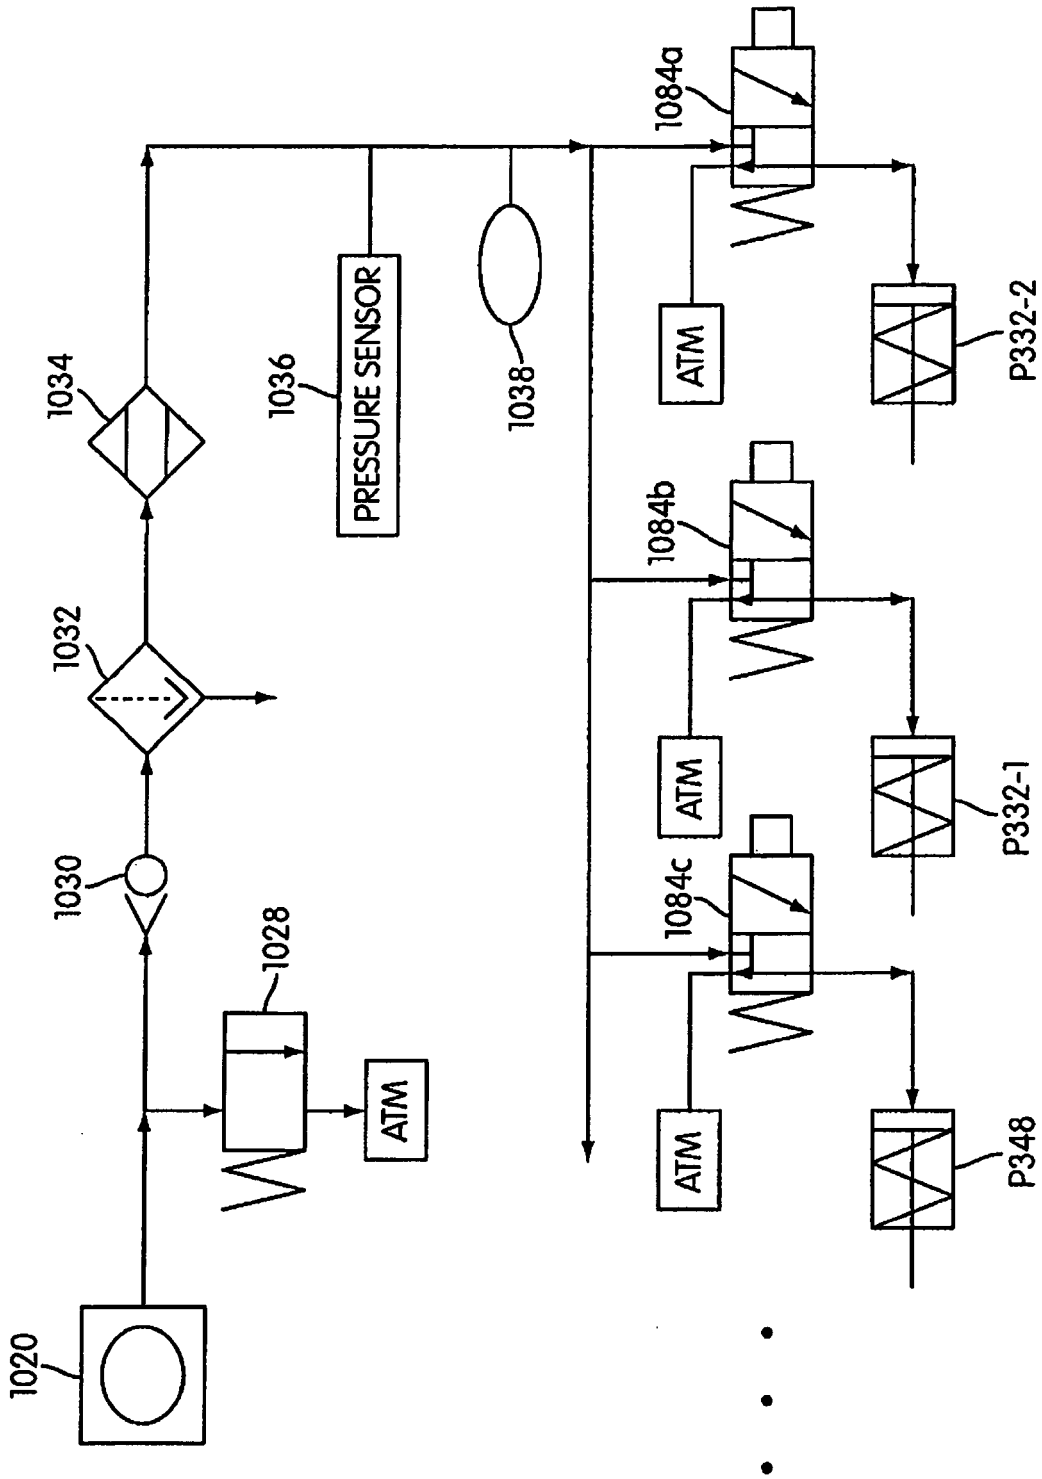 1020
1030
1032
1034
1028
ATM
1036
PRESSURE SENSOR
1038
1084c
1084b
1084a
ATM
ATM
ATM
P348
P332-1
P332-2